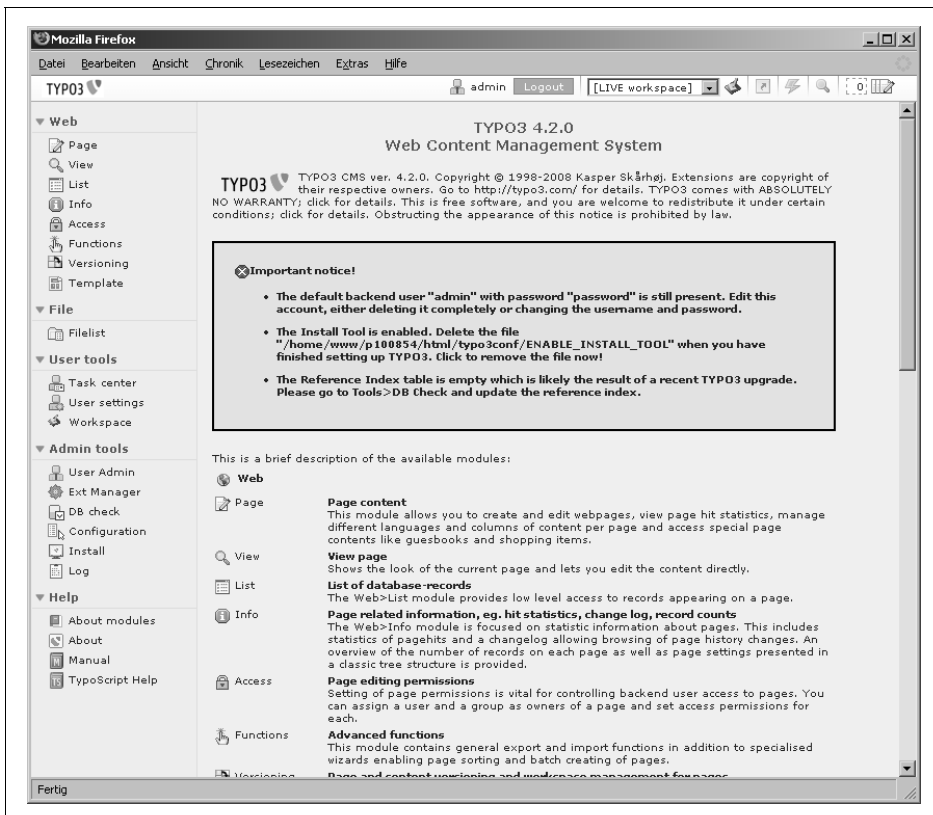 Mozilla Firefox
Datei Bearbeiten Ansicht Chronik Lesezeichen Extras Hilfe
TYPO3 admin Logout [LIVE workspace] 0
Web
Page
View
List
Info
Access
Functions
Versioning
Template
File
Filelist
User tools
Task center
User settings
Workspace
Admin tools
User Admin
Ext Manager
DB check
Configuration
Install
Log
Help
About modules
About
Manual
TypoScript Help
TYPO3 4.2.0
Web Content Management System
TYPO3 TYPO3 CMS ver. 4.2.0. Copyright © 1998-2008 Kasper Skårhøj. Extensions are copyright of
their respective owners. Go to http://typo3.com/ for details. TYPO3 comes with ABSOLUTELY
NO WARRANTY; click for details. This is free software, and you are welcome to redistribute it under certain
conditions; click for details. Obstructing the appearance of this notice is prohibited by law.
Important notice!
• The default backend user "admin" with password "password" is still present. Edit this
account, either deleting it completely or changing the username and password.
• The Install Tool is enabled. Delete the file
"/home/www/p100854/html/typo3conf/ENABLE_INSTALL_TOOL" when you have
finished setting up TYPO3. Click to remove the file now!
• The Reference Index table is empty which is likely the result of a recent TYPO3 upgrade.
Please go to Tools>DB Check and update the reference index.
This is a brief description of the available modules:
Web
Page Page content
This module allows you to create and edit webpages, view page hit statistics, manage
different languages and columns of content per page and access special page
contents like guesbooks and shopping items.
View View page
Shows the look of the current page and lets you edit the content directly.
List List of database-records
The Web>List module provides low level access to records appearing on a page.
Info Page related information, eg. hit statistics, change log, record counts
The Web>Info module is focused on statistic information about pages. This includes
statistics of pagehits and a changelog allowing browsing of page history changes. An
overview of the number of records on each page as well as page settings presented in
a classic tree structure is provided.
Access Page editing permissions
Setting of page permissions is vital for controlling backend user access to pages. You
can assign a user and a group as owners of a page and set access permissions for
each.
Functions Advanced functions
This module contains general export and import functions in addition to specialised
wizards enabling page sorting and batch creating of pages.
Versioning Page and content versioning and workspace management for pages
Fertig